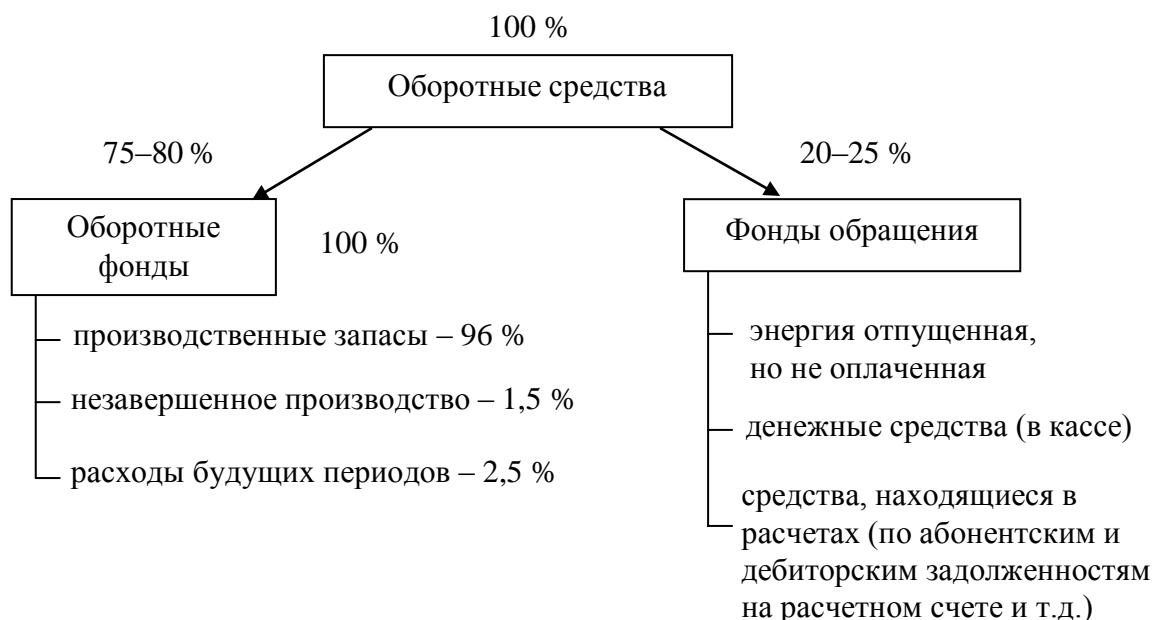 100 %
Оборотные средства
75–80 %
20–25 %
Оборотные
фонды
100 %
Фонды обращения
производственные запасы – 96 %
незавершенное производство – 1,5 %
расходы будущих периодов – 2,5 %
энергия отпущенная,
но не оплаченная
денежные средства (в кассе)
средства, находящиеся в
расчетах (по абонентским и
дебиторским задолженностям
на расчетном счете и т.д.)